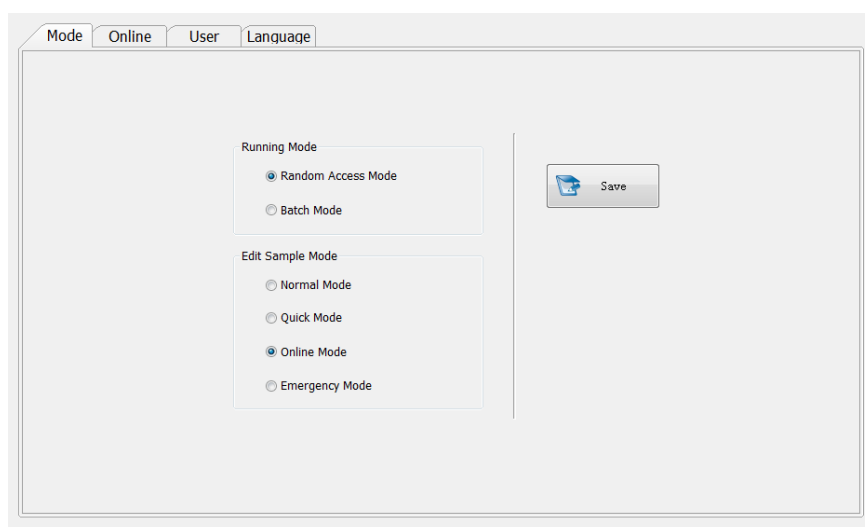 Mode Online User Language
Running Mode
Random Access Mode
Save
Batch Mode
Edit Sample Mode
Normal Mode
Quick Mode
Online Mode
Emergency Mode